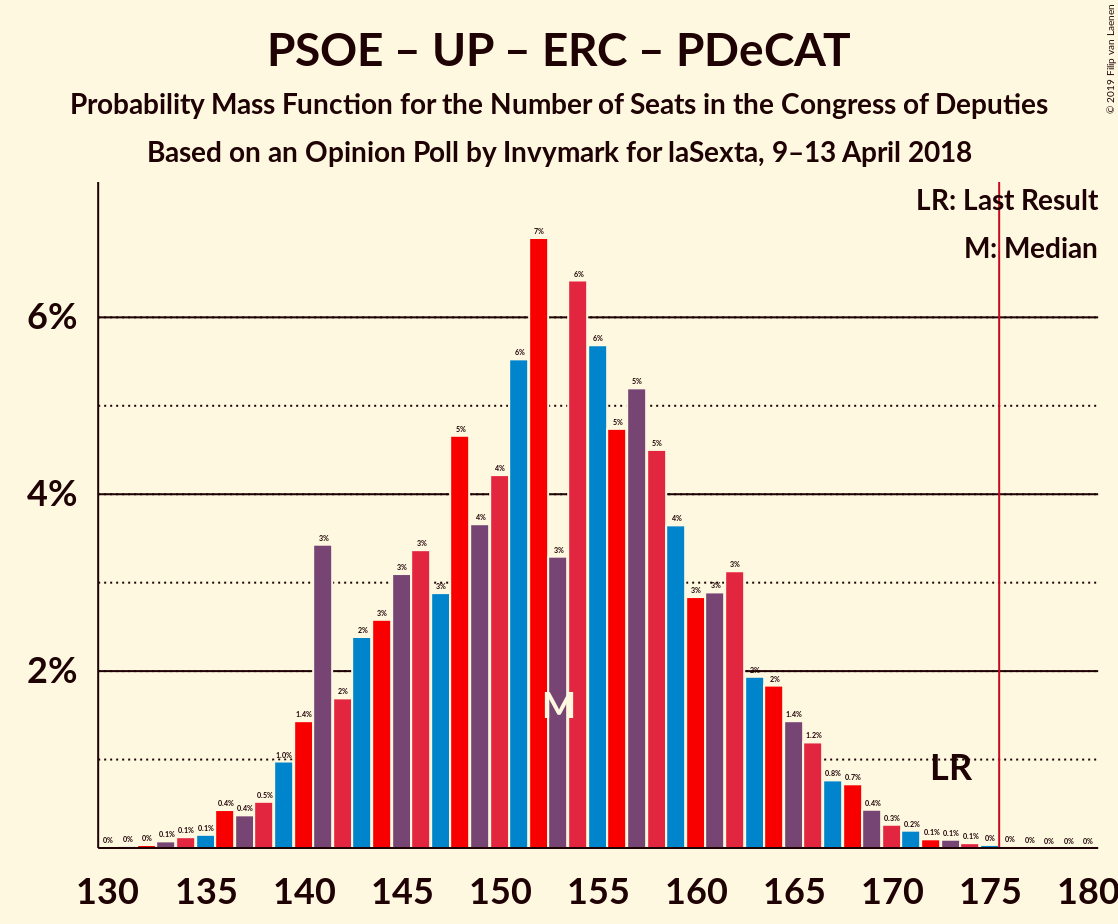 PSOE – UP – ERC – PDeCAT
Probability Mass Function for the Number of Seats in the Congress of Deputies
Based on an Opinion Poll by Invymark for laSexta, 9–13 April 2018
© 2019 Filip van Laenen
LR: Last Result
M: Median
6%
4%
2%
0% 0% 0% 0.1% 0.1% 0.1% 0.4% 0.4% 0.5% 1.0% 1.4% 3% 2% 2% 3% 3% 3% 3% 5% 4% 4% 6% 7% 3% 6% 6% 5% 5% 5% 4% 3% 3% 3% 2% 2% 1.4% 1.2% 0.8% 0.7% 0.4% 0.3% 0.2% 0.1% 0.1% 0.1% 0% 0% 0% 0% 0% 0%
M
LR
130 135 140 145 150 155 160 165 170 175 180